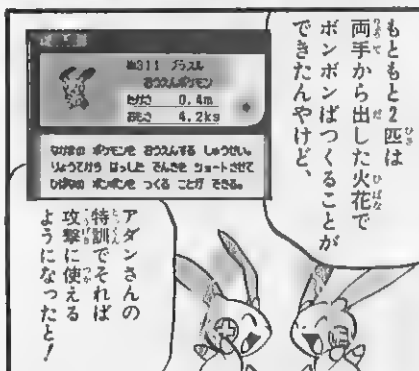 もともと2匹は
両手から出した火花で
ボンボンばつくることが
できたんやけど、
№311 プラスル
おうえんポケモン
たかさ 0.4m
おもさ 4.2kg
なかまの ポケモンを おうえんする しゅうせい。
りょうてから はっした でんきを ショートさせて
ひばなの ボンボンを つくる ことが できる。
アダンさんの
特訓でそれば
攻撃に使える
ようになったと!